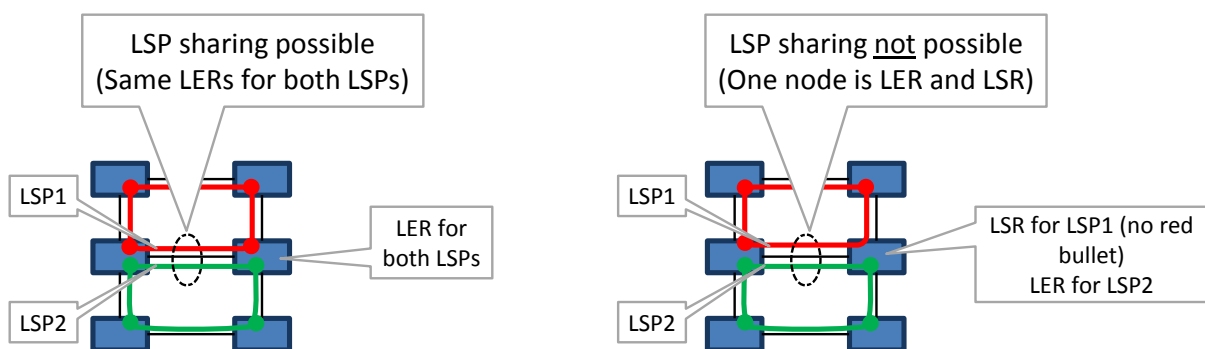 LSP sharing possible
(Same LERs for both LSPs)
LSP1
LER for
both LSPs
LSP2
LSP sharing not possible
(One node is LER and LSR)
LSP1
LSR for LSP1 (no red
bullet)
LER for LSP2
LSP2